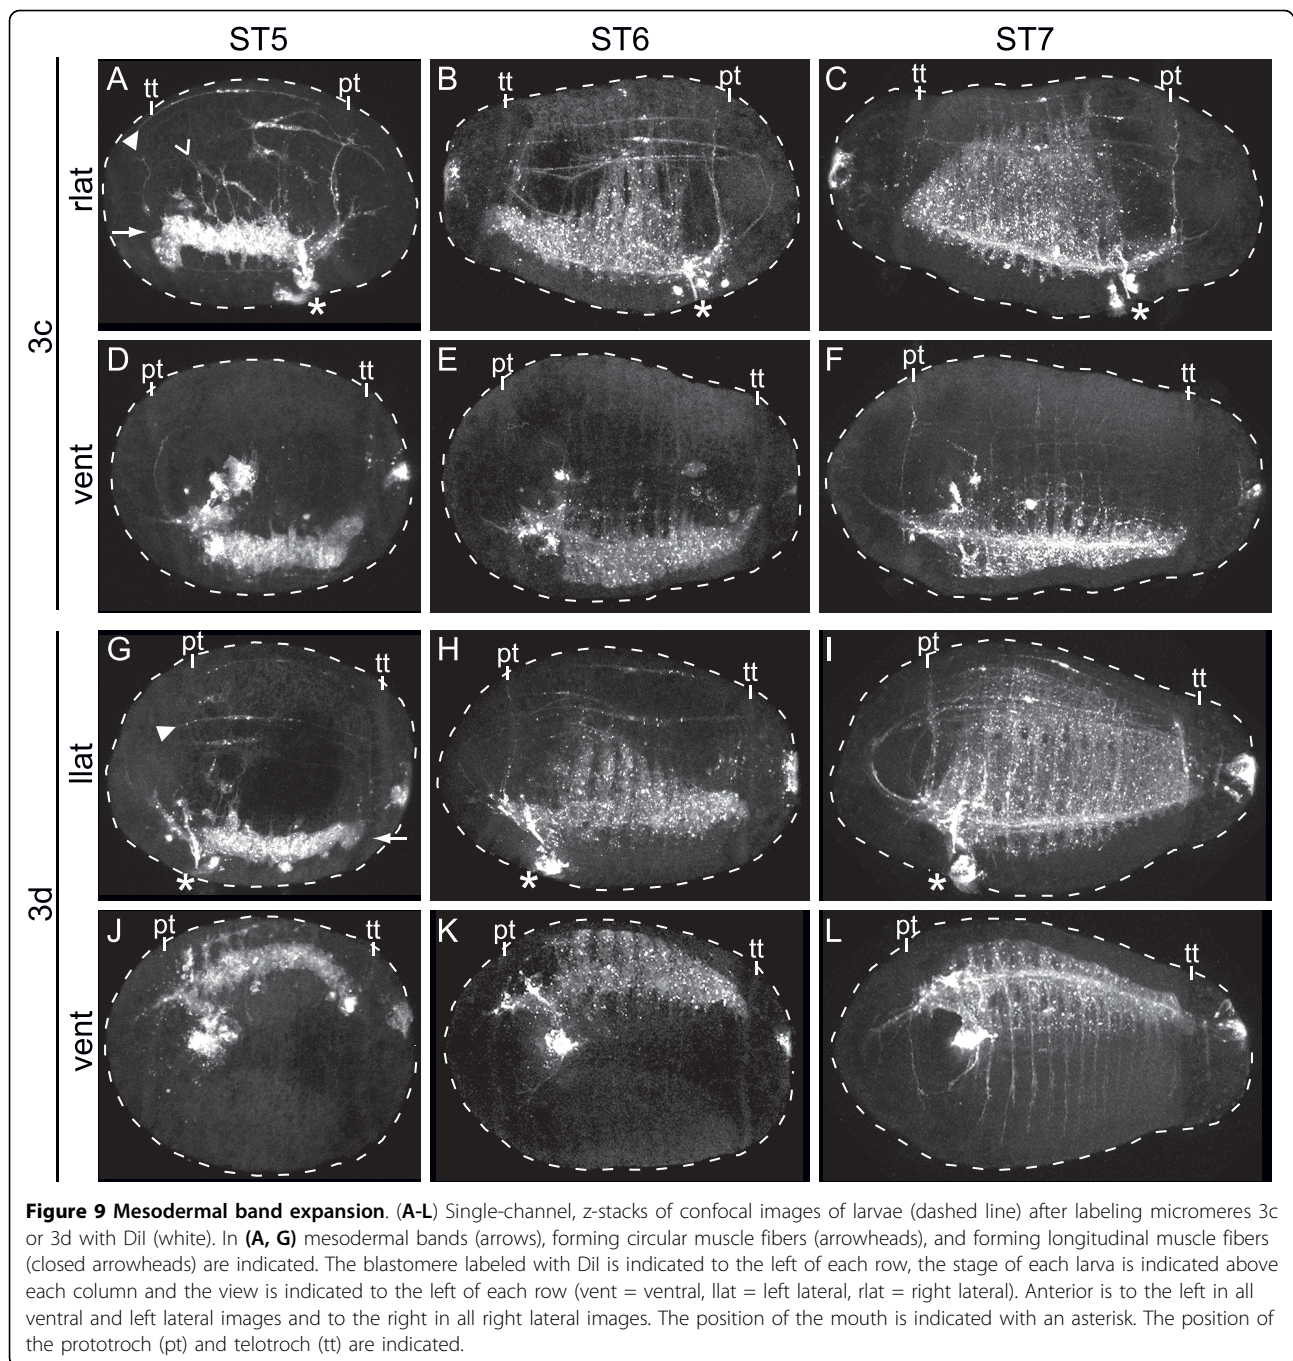 ST5 ST6 ST7
3c
rlat
A tt pt
B tt pt
C tt pt
* * *
vent
D pt tt
E pt tt
F pt tt
3d
llat
G pt tt
H pt tt
I pt tt
* * *
vent
J pt tt
K pt tt
L pt tt
Figure 9 Mesodermal band expansion. (A-L) Single-channel, z-stacks of confocal images of larvae (dashed line) after labeling micromeres 3c
or 3d with DiI (white). In (A, G) mesodermal bands (arrows), forming circular muscle fibers (arrowheads), and forming longitudinal muscle fibers
(closed arrowheads) are indicated. The blastomere labeled with DiI is indicated to the left of each row, the stage of each larva is indicated above
each column and the view is indicated to the left of each row (vent = ventral, llat = left lateral, rlat = right lateral). Anterior is to the left in all
ventral and left lateral images and to the right in all right lateral images. The position of the mouth is indicated with an asterisk. The position of
the prototroch (pt) and telotroch (tt) are indicated.